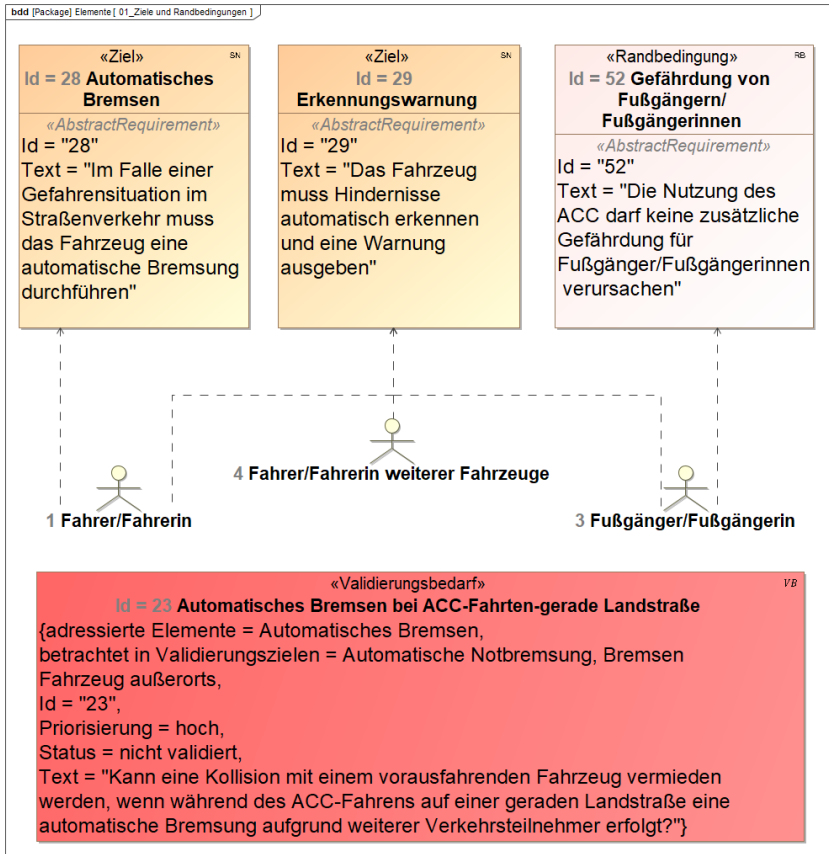 bdd [Package] Elemente [ 01_Ziele und Randbedingungen ]
«Ziel»
SN
Id = 28 Automatisches
Bremsen
«AbstractRequirement»
Id = "28"
Text = "Im Falle einer
Gefahrensituation im
Straßenverkehr muss
das Fahrzeug eine
automatische Bremsung
durchführen"
«Ziel»
SN
Id = 29
Erkennungswarnung
«AbstractRequirement»
Id = "29"
Text = "Das Fahrzeug
muss Hindernisse
automatisch erkennen
und eine Warnung
ausgeben"
«Randbedingung»
RB
Id = 52 Gefährdung von
Fußgängern/
Fußgängerinnen
«AbstractRequirement»
Id = "52"
Text = "Die Nutzung des
ACC darf keine zusätzliche
Gefährdung für
Fußgänger/Fußgängerinnen
verursachen"
4 Fahrer/Fahrerin weiterer Fahrzeuge
1 Fahrer/Fahrerin
3 Fußgänger/Fußgängerin
«Validierungsbedarf»
VB
Id = 23 Automatisches Bremsen bei ACC-Fahrten-gerade Landstraße
{adressierte Elemente = Automatisches Bremsen,
betrachtet in Validierungszielen = Automatische Notbremsung, Bremsen
Fahrzeug außerorts,
Id = "23",
Priorisierung = hoch,
Status = nicht validiert,
Text = "Kann eine Kollision mit einem vorausfahrenden Fahrzeug vermieden
werden, wenn während des ACC-Fahrens auf einer geraden Landstraße eine
automatische Bremsung aufgrund weiterer Verkehrsteilnehmer erfolgt?"}